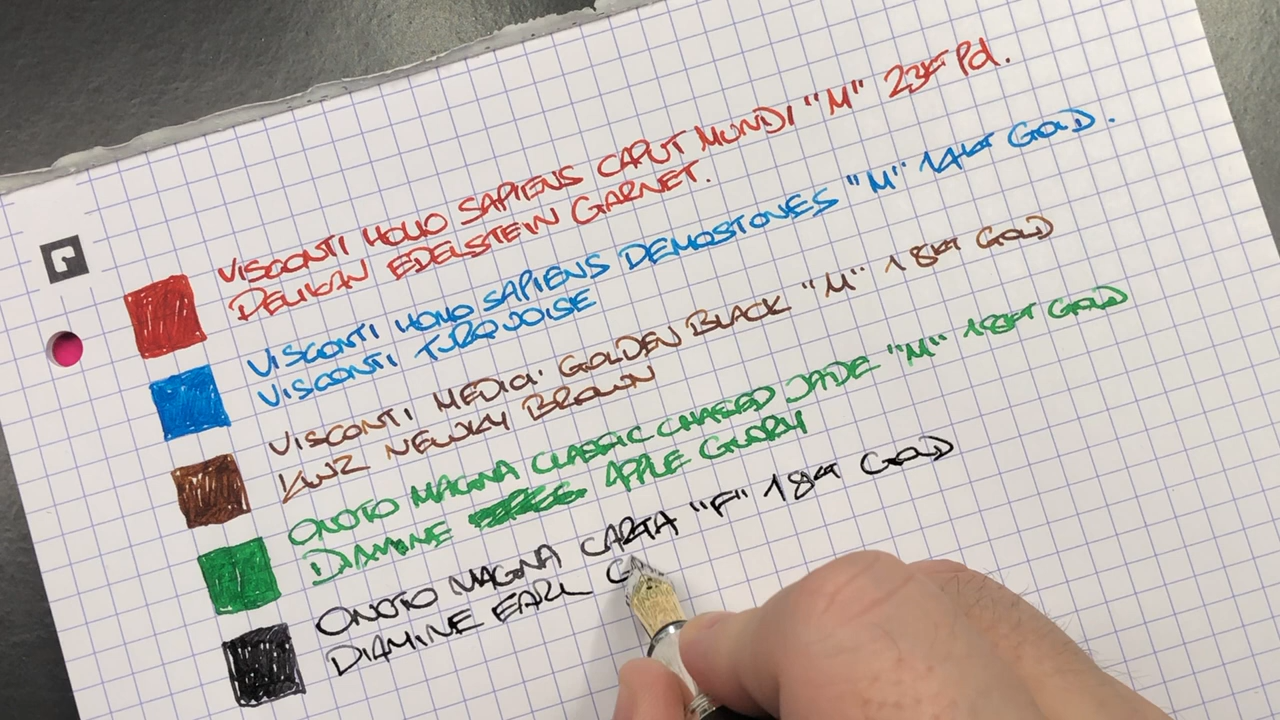 VISCONTI HOMO SAPIENS CAPUT MUNDI "M" 23KT Pd.
PELIKAN EDELSTEIN GARNET.
VISCONTI HOMO SAPIENS DEMOSTONES "M" 14KT GOLD.
VISCONTI TURQUOISE
VISCONTI MEDICI GOLDEN BLACK "M" 18KT GOLD
KWZ NEWKY BROWN
ONOTO MAGNA CLASSIC CHASED JADE "M" 18KT GOLD
DIAMINE APPLE GLORY
ONOTO MAGNA CARTA "F" 18KT GOLD
DIAMINE EARL G